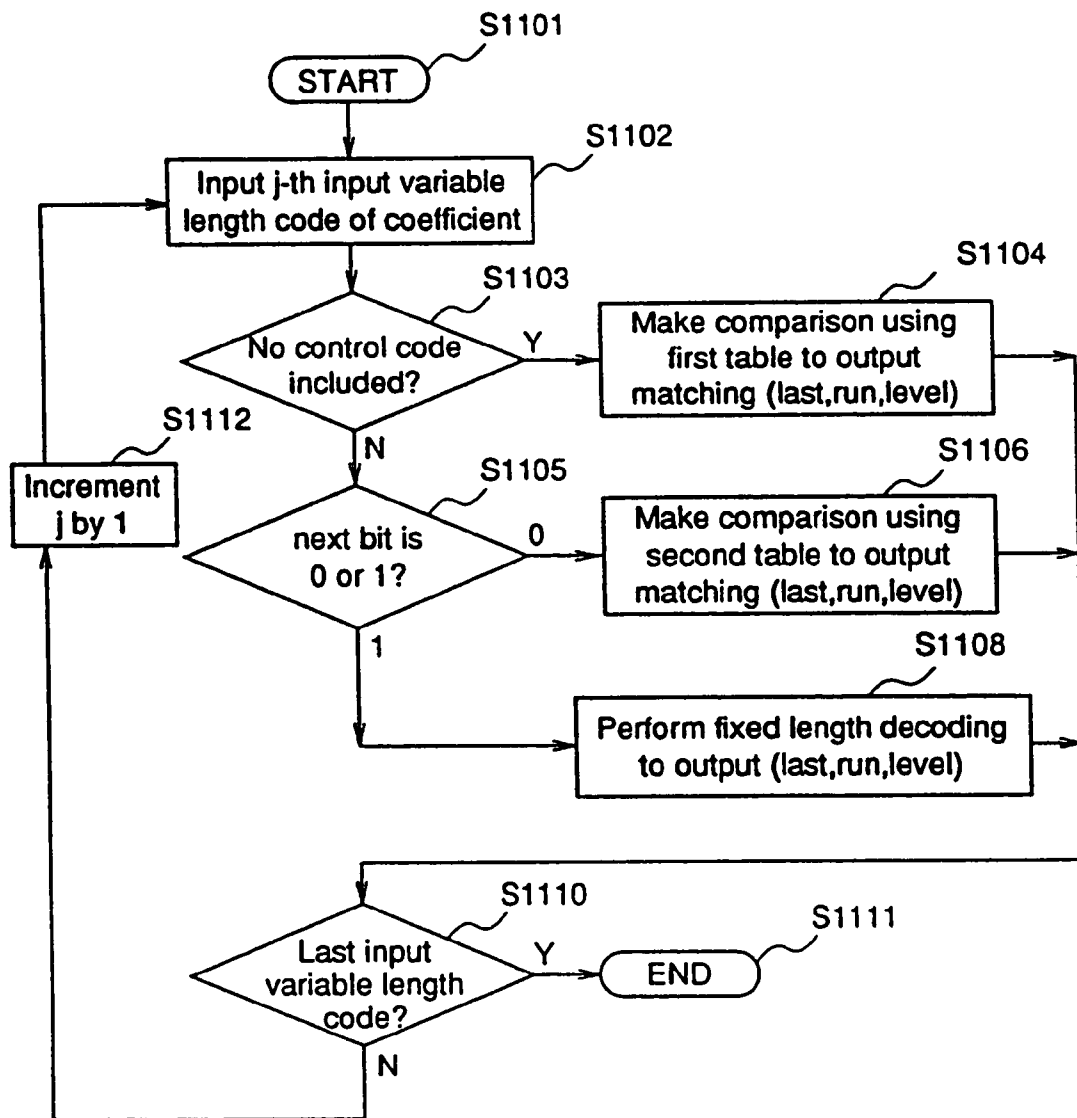 S1101
START
S1102
Input j-th input variable
length code of coefficient
S1103
No control code
included?
Y
N
S1104
Make comparison using
first table to output
matching (last,run,level)
S1112
Increment
j by 1
S1105
next bit is
0 or 1?
0
1
S1106
Make comparison using
second table to output
matching (last,run,level)
S1108
Perform fixed length decoding
to output (last,run,level)
S1110
Last input
variable length
code?
Y
N
S1111
END